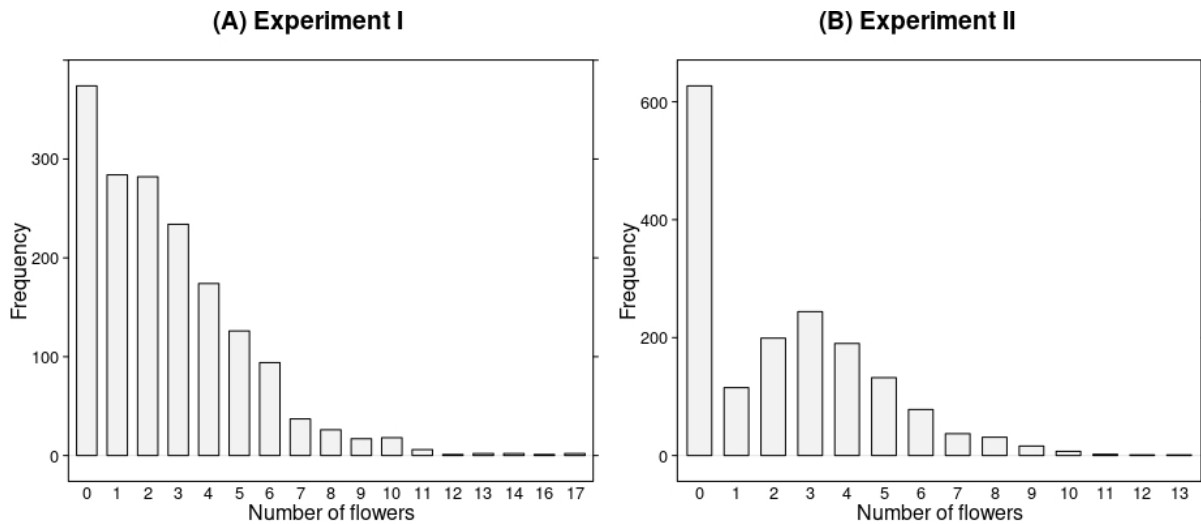 (A) Experiment I
Frequency
300
200
100
0
0 1 2 3 4 5 6 7 8 9 10 11 12 13 14 16 17
Number of flowers
(B) Experiment II
Frequency
600
400
200
0
0 1 2 3 4 5 6 7 8 9 10 11 12 13
Number of flowers